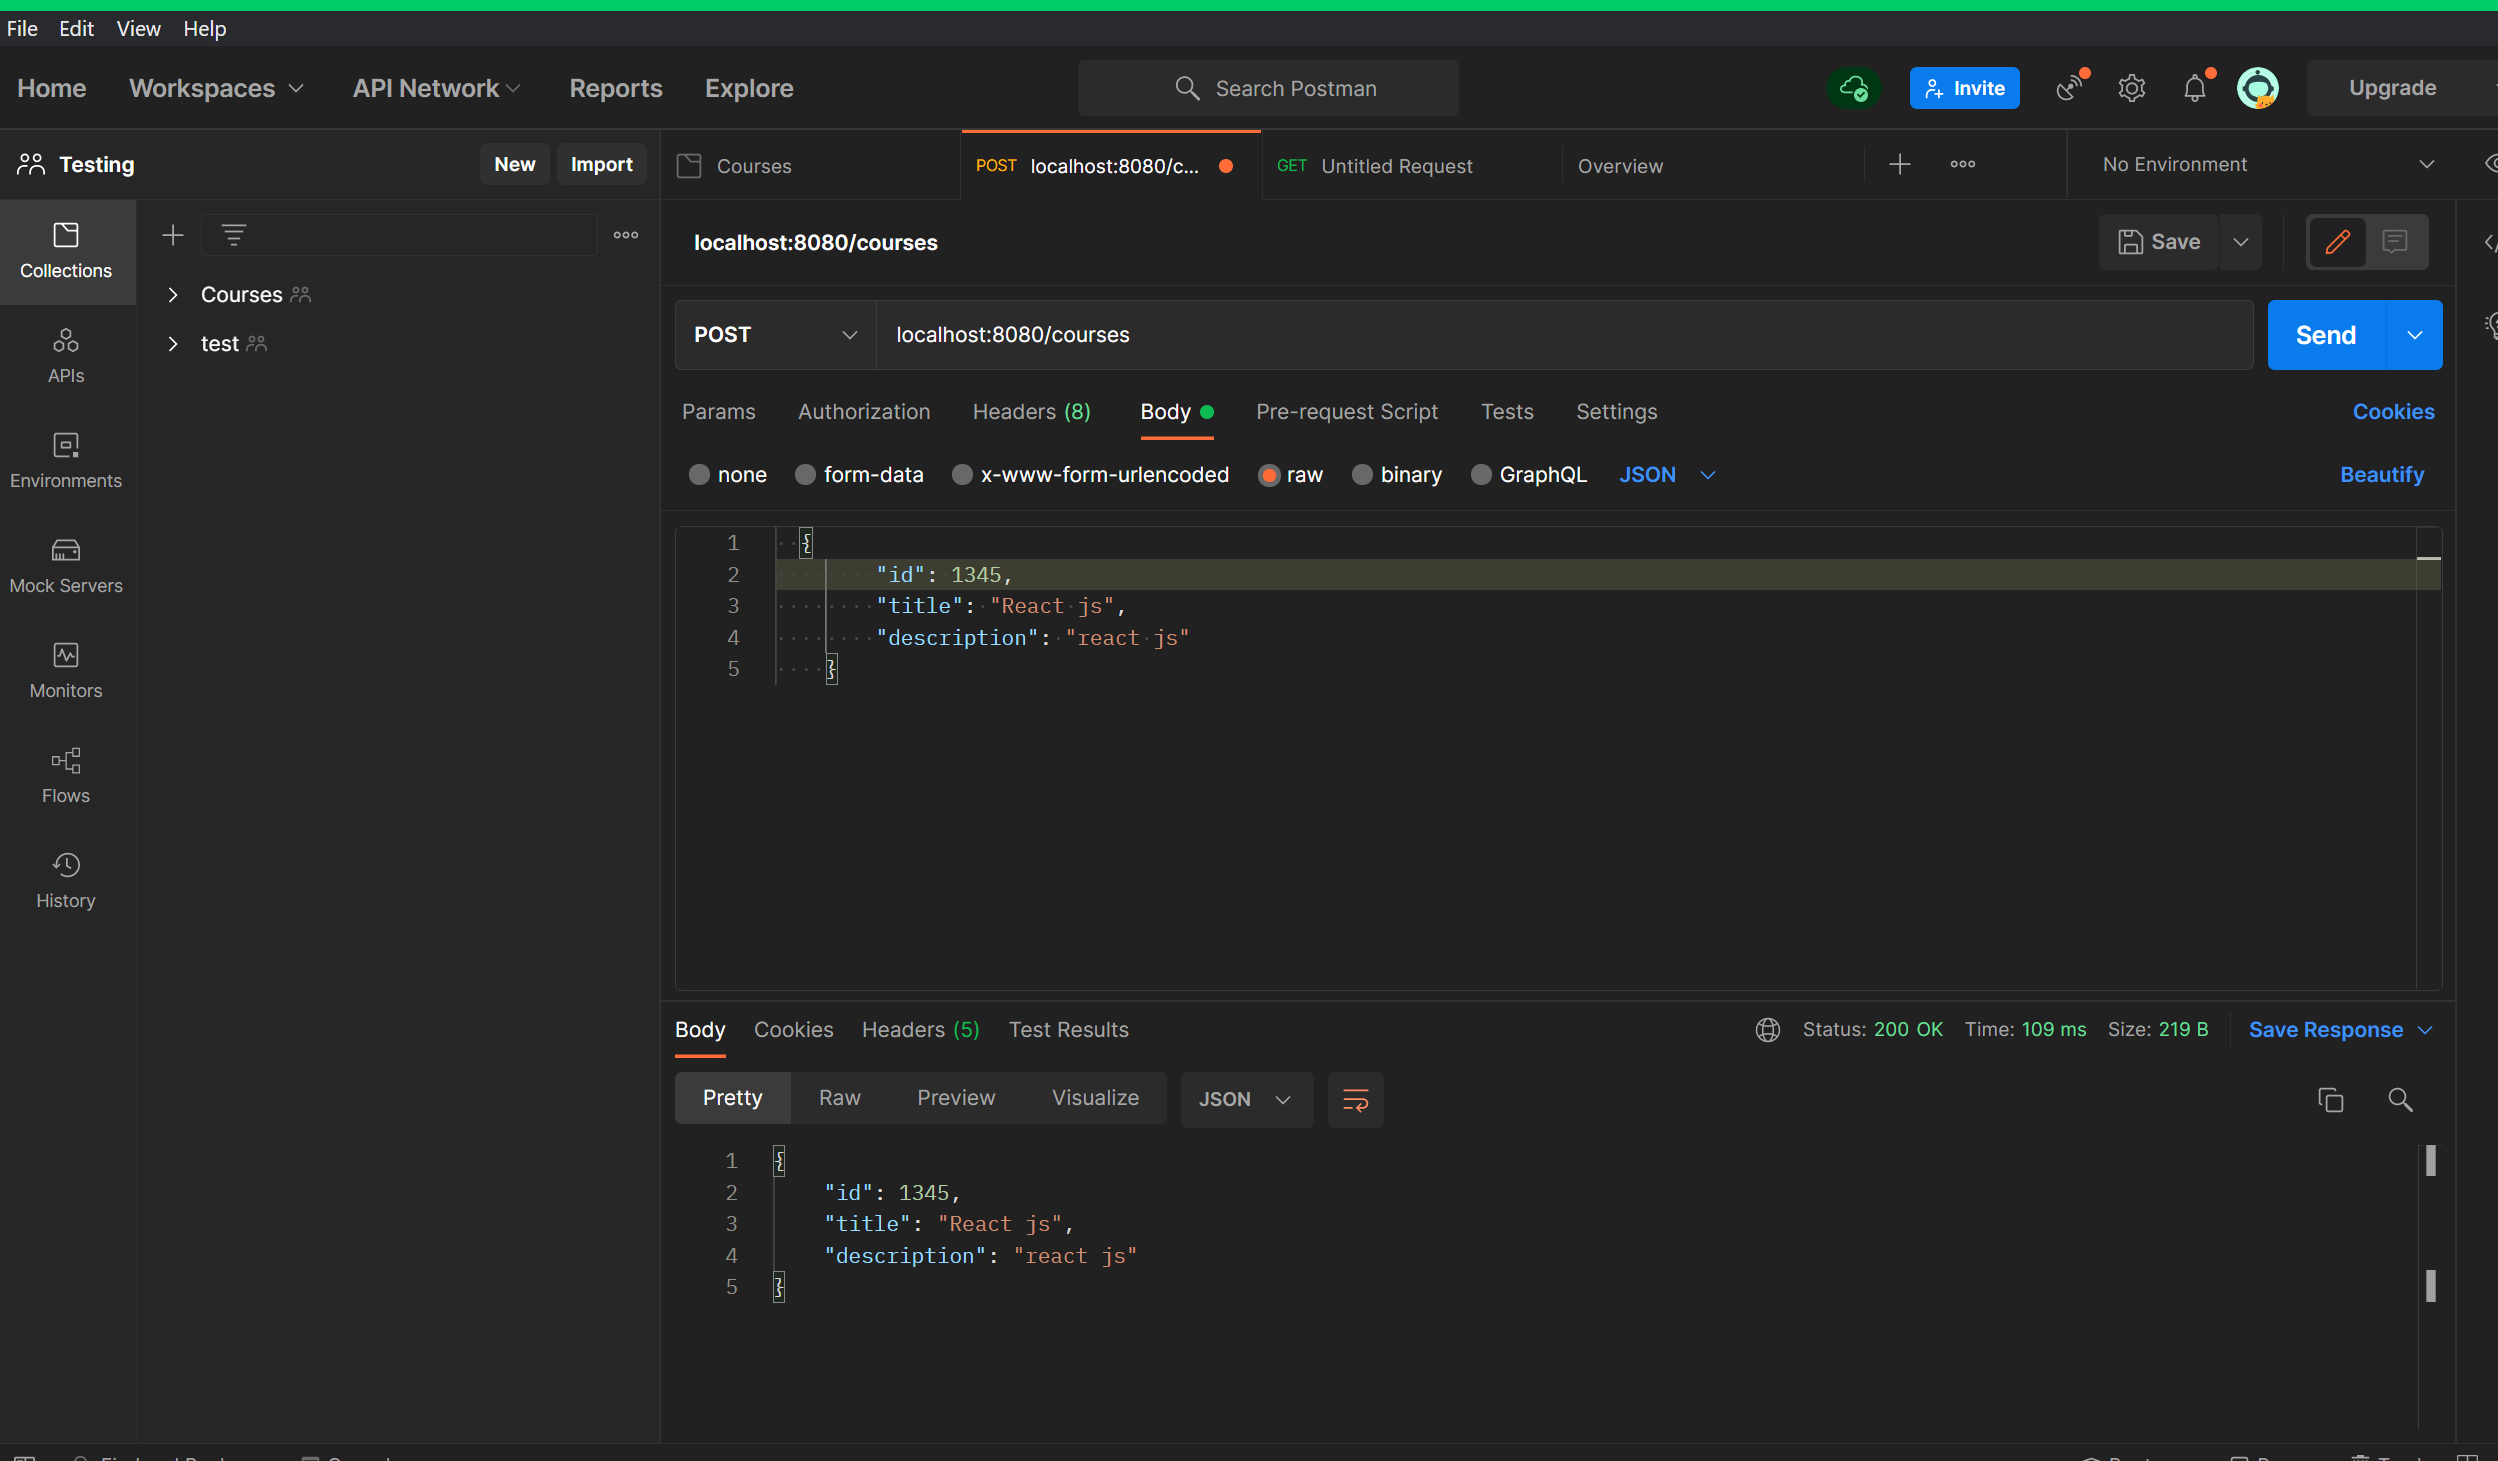 File Edit View Help
Home Workspaces API Network Reports Explore Search Postman Invite Upgrade
Testing New Import Courses POST localhost:8080/c... GET Untitled Request Overview No Environment
Collections
APIs
Environments
Mock Servers
Monitors
Flows
History
Courses
test
localhost:8080/courses Save
POST localhost:8080/courses Send
Params Authorization Headers (8) Body Pre-request Script Tests Settings Cookies
none form-data x-www-form-urlencoded raw binary GraphQL JSON Beautify
1 {
2 "id": 1345,
3 "title": "React js",
4 "description": "react js"
5 }
Body Cookies Headers (5) Test Results Status: 200 OK Time: 109 ms Size: 219 B Save Response
Pretty Raw Preview Visualize JSON
1 {
2 "id": 1345,
3 "title": "React js",
4 "description": "react js"
5 }